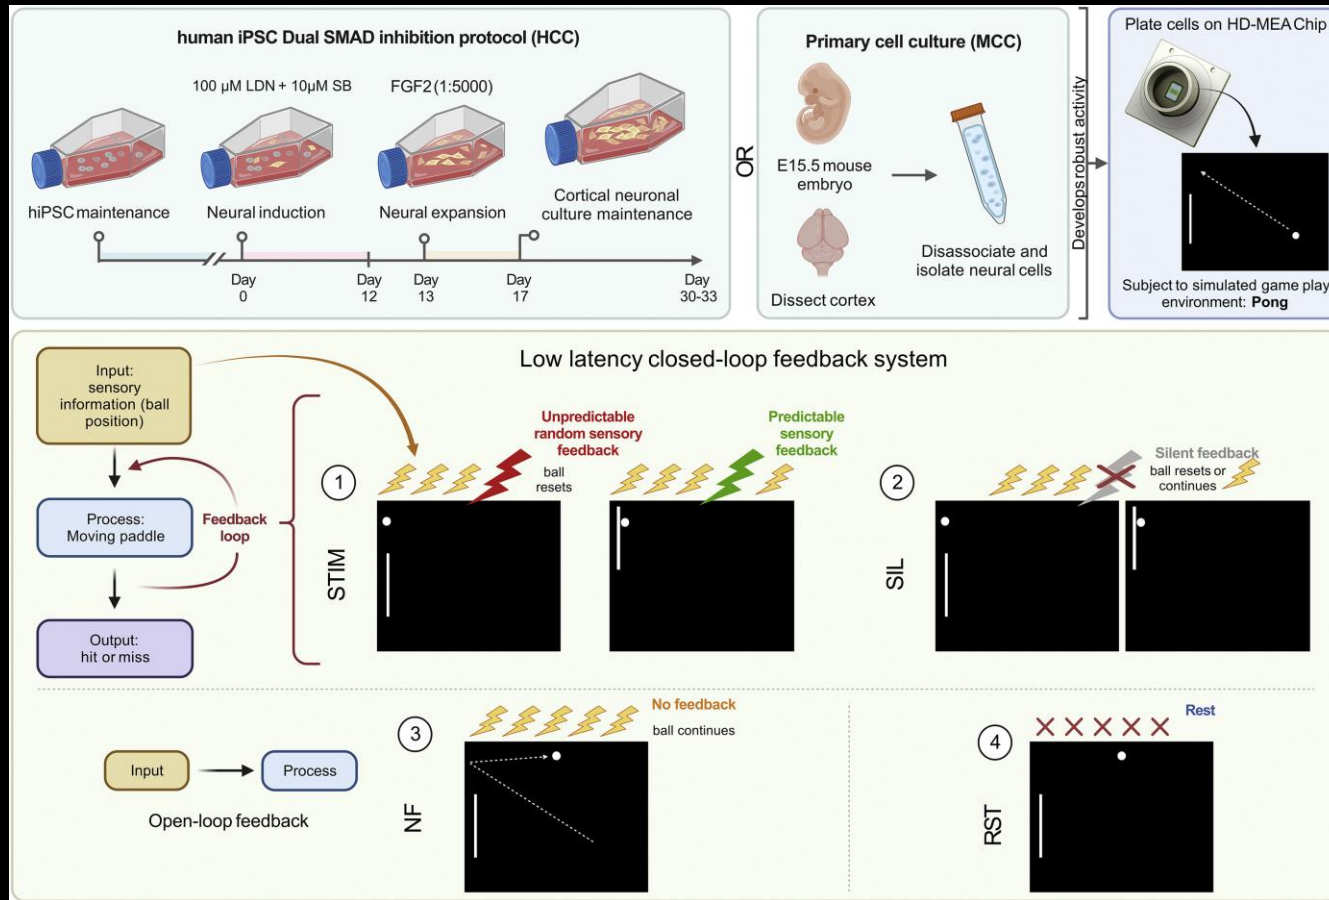 human iPSC Dual SMAD inhibition protocol (HCC)
100 µM LDN + 10µM SB
FGF2 (1:5000)
hiPSC maintenance
Neural induction
Neural expansion
Cortical neuronal
culture maintenance
Day
0
Day
12
Day
13
Day
17
Day
30-33
OR
Primary cell culture (MCC)
E15.5 mouse
embryo
Dissect cortex
Disassociate and
isolate neural cells
Developsrobust activity
Plate cells on HD-MEA Chip
Subject to simulated game play
environment: Pong
Low latency closed-loop feedback system
Input:
sensory
information (ball
position)
Process:
Moving paddle
Output:
hit or miss
Feedback
loop
1
STIM
Unpredictable
random sensory
feedback
ball
resets
Predictable
sensory
feedback
2
SIL
Silent feedback
ball resets or
continues
Input
Process
Open-loop feedback
3
NF
No feedback
ball continues
4
RST
Rest